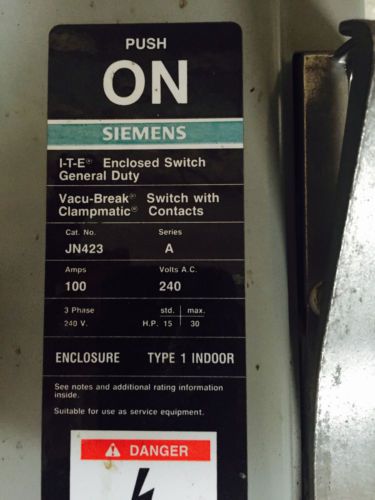 PUSH
ON
SIEMENS
I-T-E® Enclosed Switch
General Duty
Vacu-Break® Switch with
Clampmatic® Contacts
Cat. No. Series
JN423 A
Amps Volts A.C.
100 240
3 Phase std. max.
240 V. H.P. 15 30
ENCLOSURE TYPE 1 INDOOR
See notes and additional rating information
inside.
Suitable for use as service equipment.
DANGER